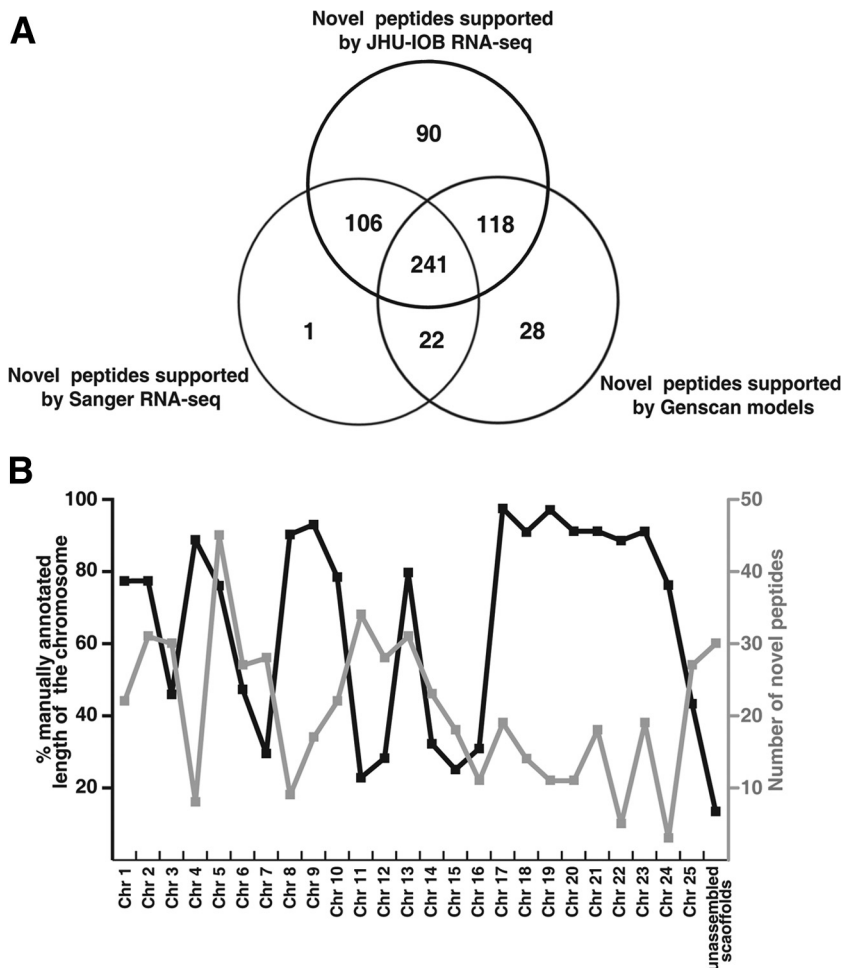 A
Novel peptides supported
by JHU-IOB RNA-seq
90
106
118
241
1
22
28
Novel peptides supported
by Sanger RNA-seq
Novel peptides supported
by Genscan models
B
% manually annotated
length of the chromosome
100
80
60
40
20
50
40
30
20
10
Number of novel peptides
Chr 1
Chr 2
Chr 3
Chr 4
Chr 5
Chr 6
Chr 7
Chr 8
Chr 9
Chr 10
Chr 11
Chr 12
Chr 13
Chr 14
Chr 15
Chr 16
Chr 17
Chr 18
Chr 19
Chr 20
Chr 21
Chr 22
Chr 23
Chr 24
Chr 25
unassembled
scaoffolds